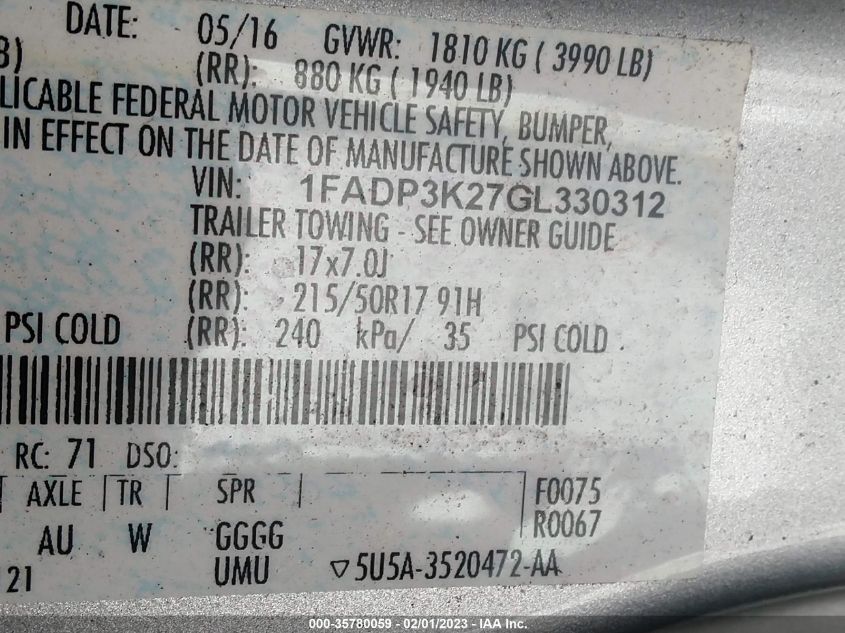 DATE: 05/16 GVWR: 1810 KG ( 3990 LB)
B) (RR): 880 KG ( 1940 LB)
LICABLE FEDERAL MOTOR VEHICLE SAFETY, BUMPER,
IN EFFECT ON THE DATE OF MANUFACTURE SHOWN ABOVE.
VIN: 1FADP3K27GL330312
TRAILER TOWING - SEE OWNER GUIDE
(RR): 17x7.0J
(RR): 215/50R17 91H
PSI COLD (RR): 240 kPa/ 35 PSI COLD
RC: 71 DSO:
AXLE TR SPR F0075
AU W GGGG R0067
21 UMU ▽5U5A-3520472-AA
000-35780059 - 02/01/2023 - IAA Inc.